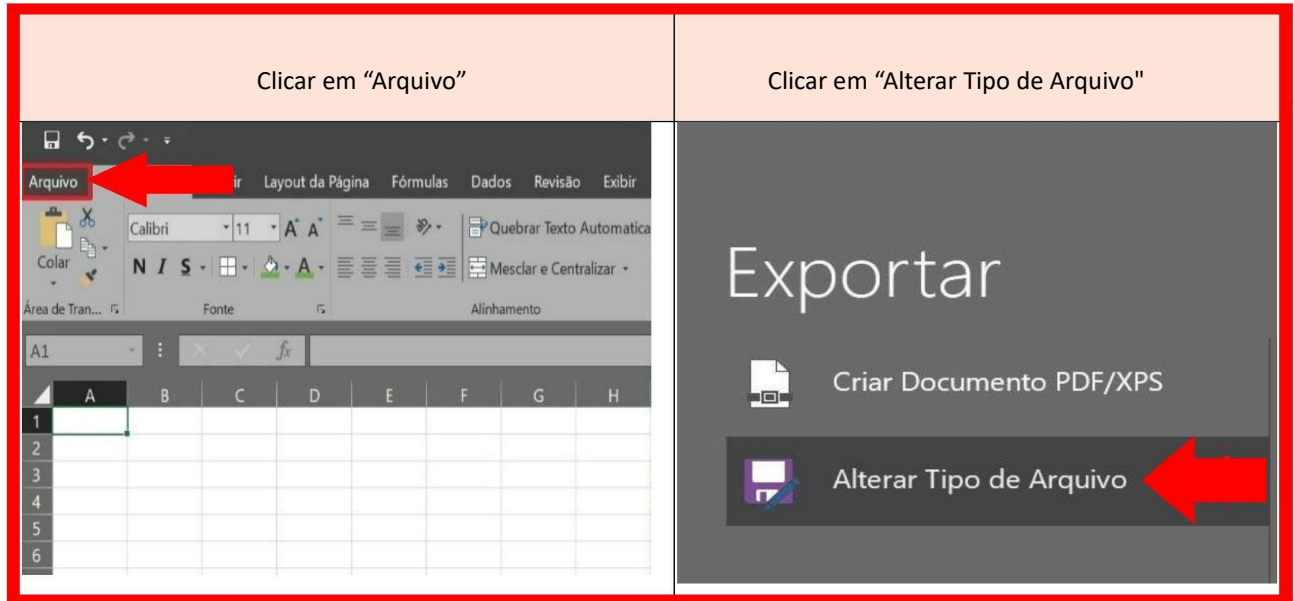 Clicar em “Arquivo”
Clicar em “Alterar Tipo de Arquivo"
Arquivo ir Layout da Página Fórmulas Dados Revisão Exibir
Calibri 11 A A Quebrar Texto Automatica
Colar N I S A Mesclar e Centralizar
Área de Tran... Fonte Alinhamento
A1 fx
A B C D E F G H
1
2
3
4
5
6
Exportar
Criar Documento PDF/XPS
Alterar Tipo de Arquivo